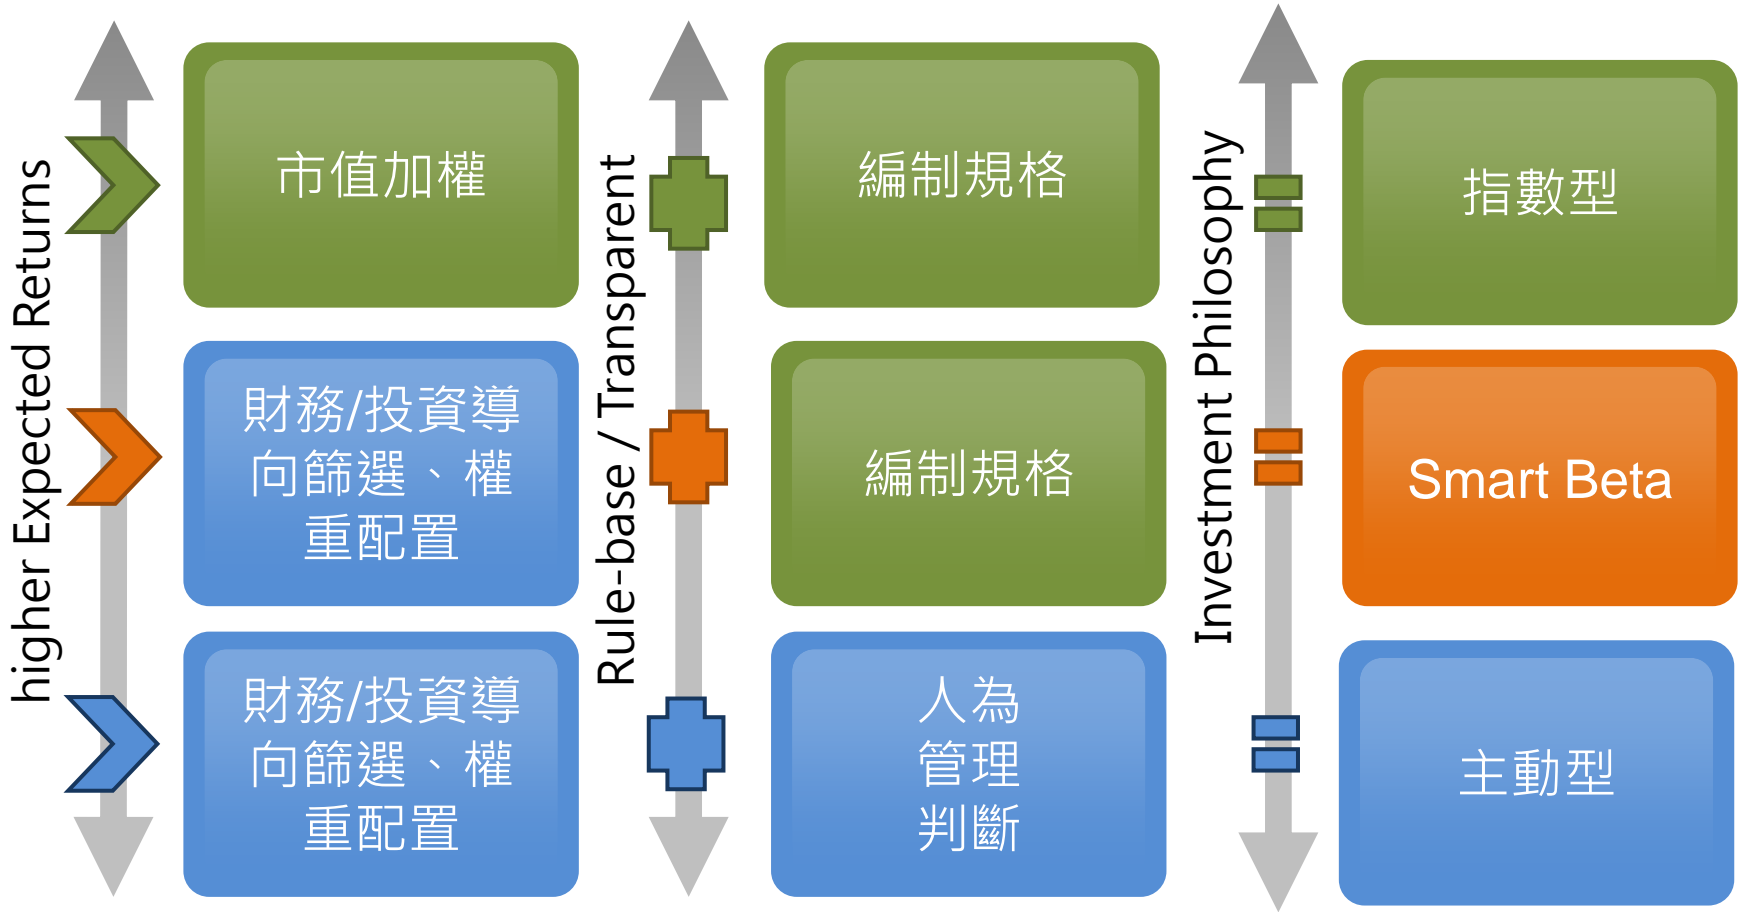 higher Expected Returns
市值加權
財務/投資導
向篩選、權
重配置
財務/投資導
向篩選、權
重配置
Rule-base / Transparent
編制規格
編制規格
人為
管理
判斷
Investment Philosophy
指數型
Smart Beta
主動型